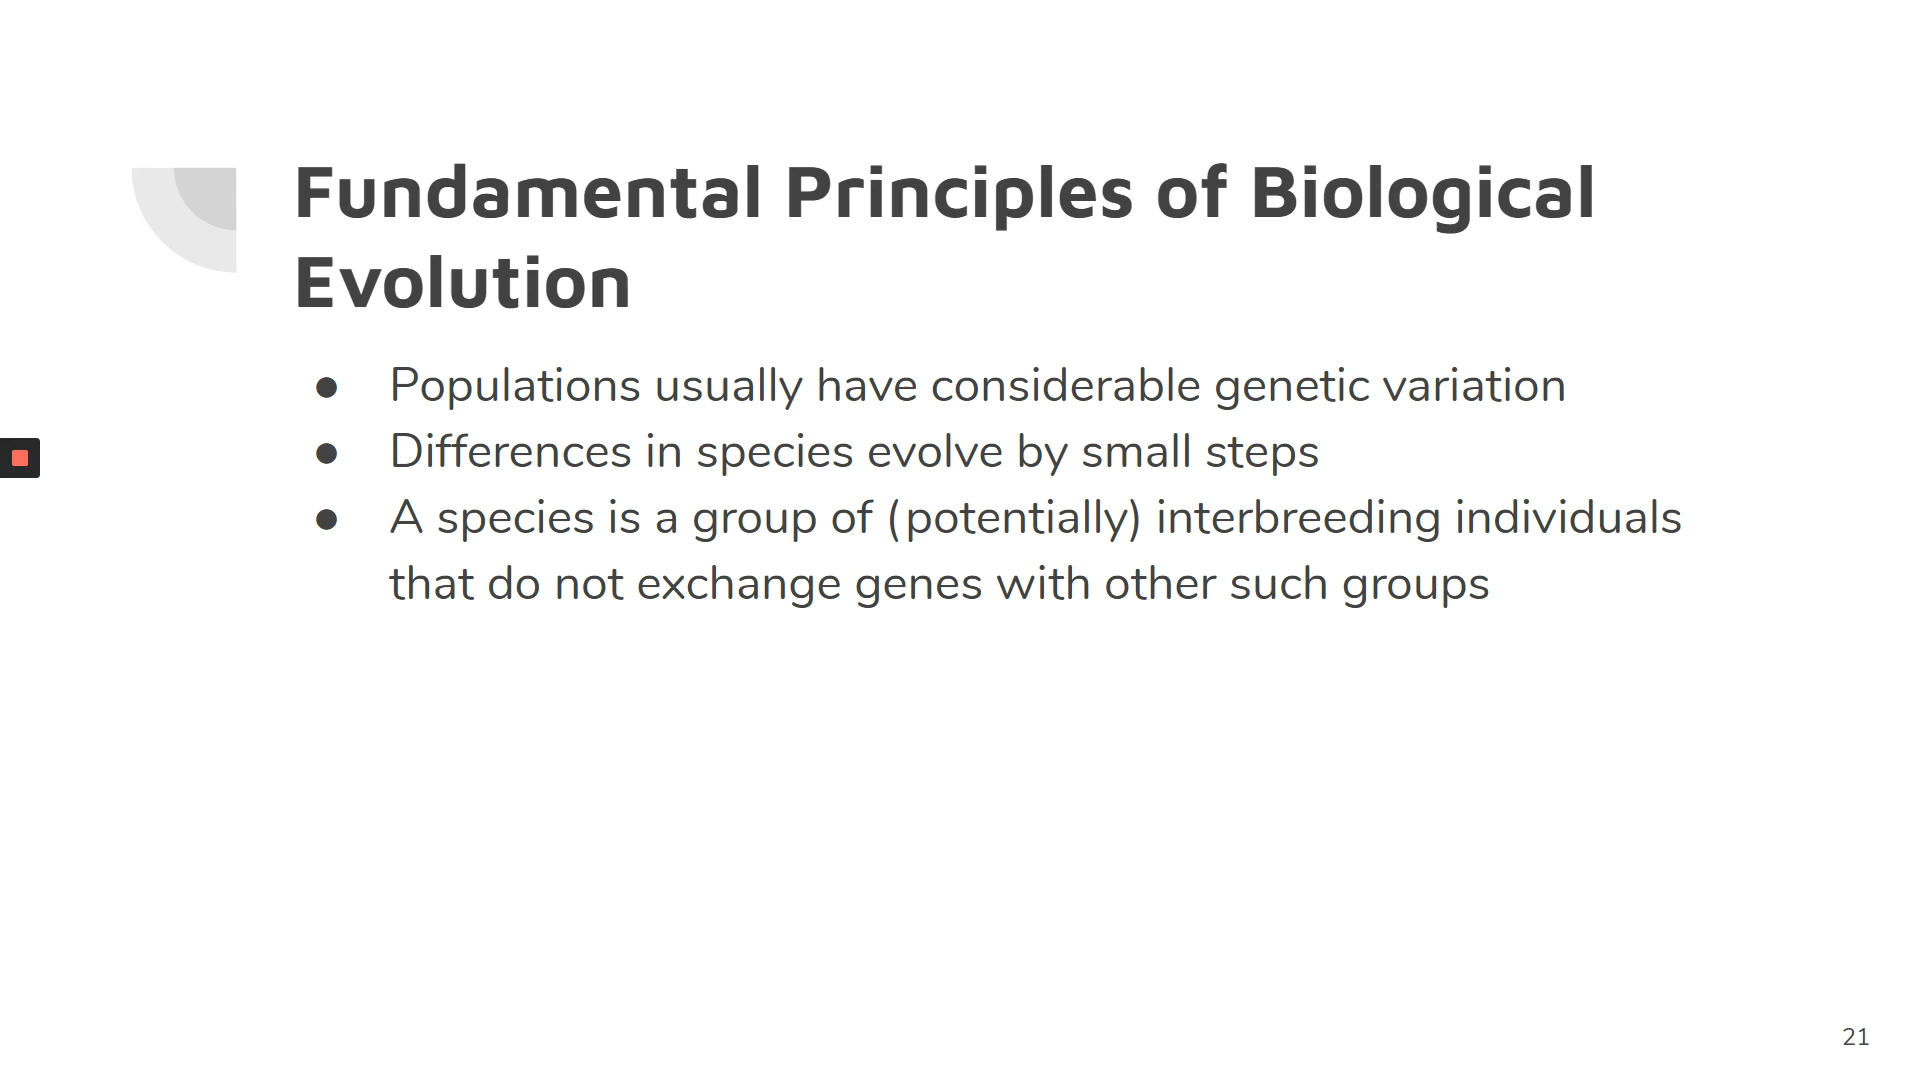 Fundamental Principles of Biological
Evolution
● Populations usually have considerable genetic variation
● Differences in species evolve by small steps
● A species is a group of (potentially) interbreeding individuals
that do not exchange genes with other such groups
21